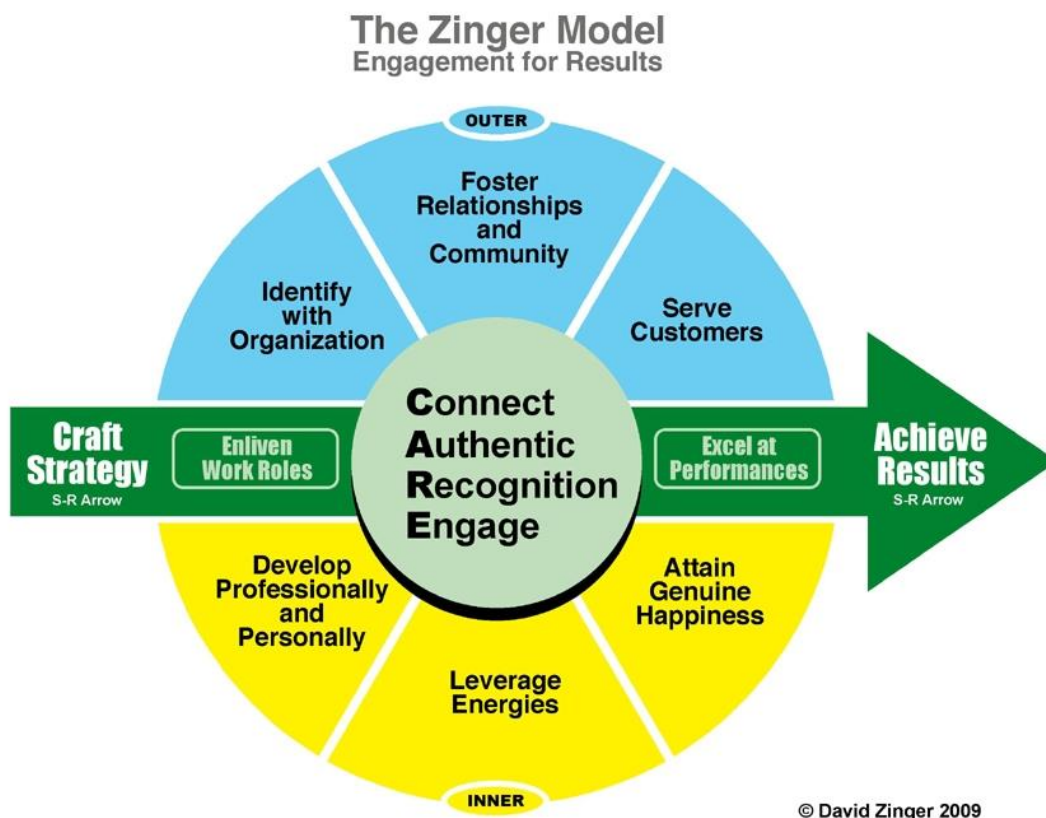 The Zinger Model
Engagement for Results
OUTER
Foster
Relationships
and
Community
Identify
with
Organization
Serve
Customers
Craft
Strategy
S-R Arrow
Enliven
Work Roles
Connect
Authentic
Recognition
Engage
Excel at
Performances
Achieve
Results
S-R Arrow
Develop
Professionally
and
Personally
Leverage
Energies
Attain
Genuine
Happiness
INNER
© David Zinger 2009